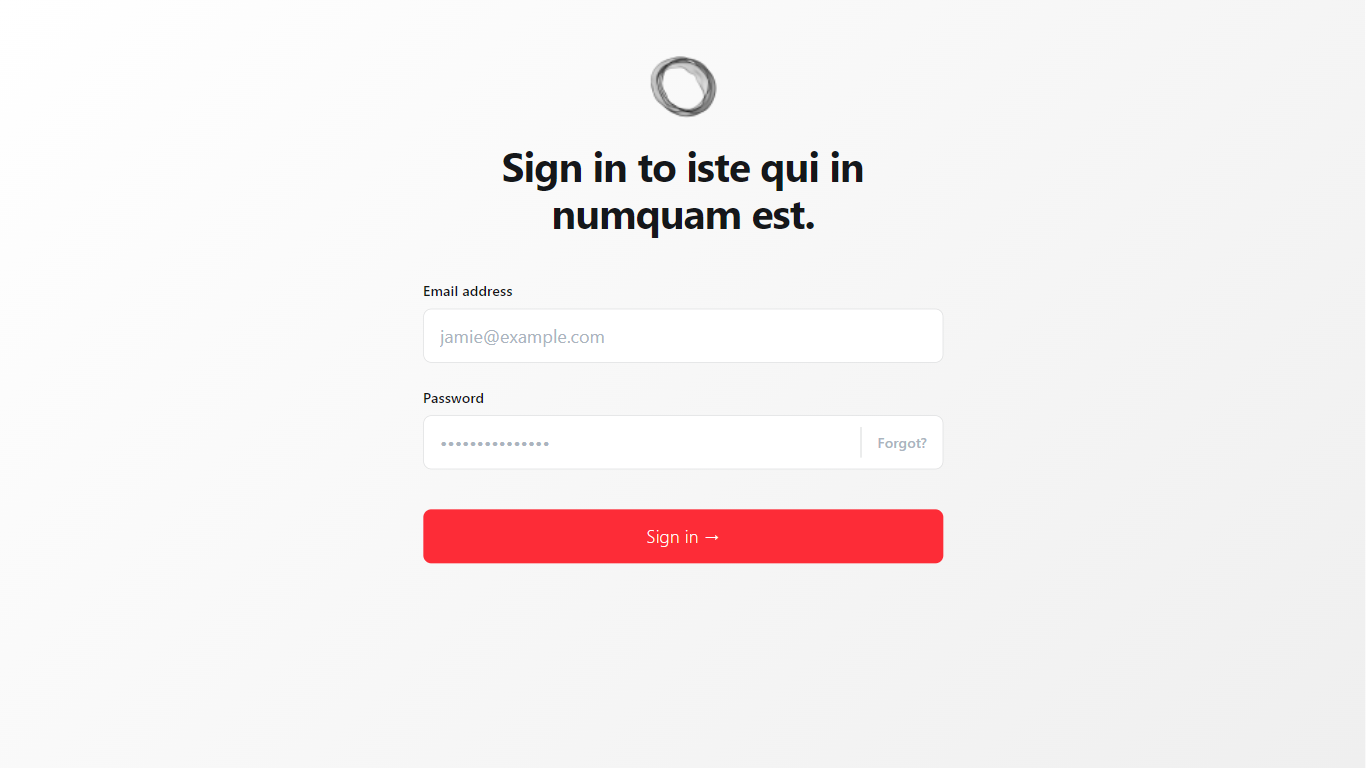 Sign in to iste qui in
numquam est.
Email address
jamie@example.com
Password
•••••••••••••••
Forgot?
Sign in →